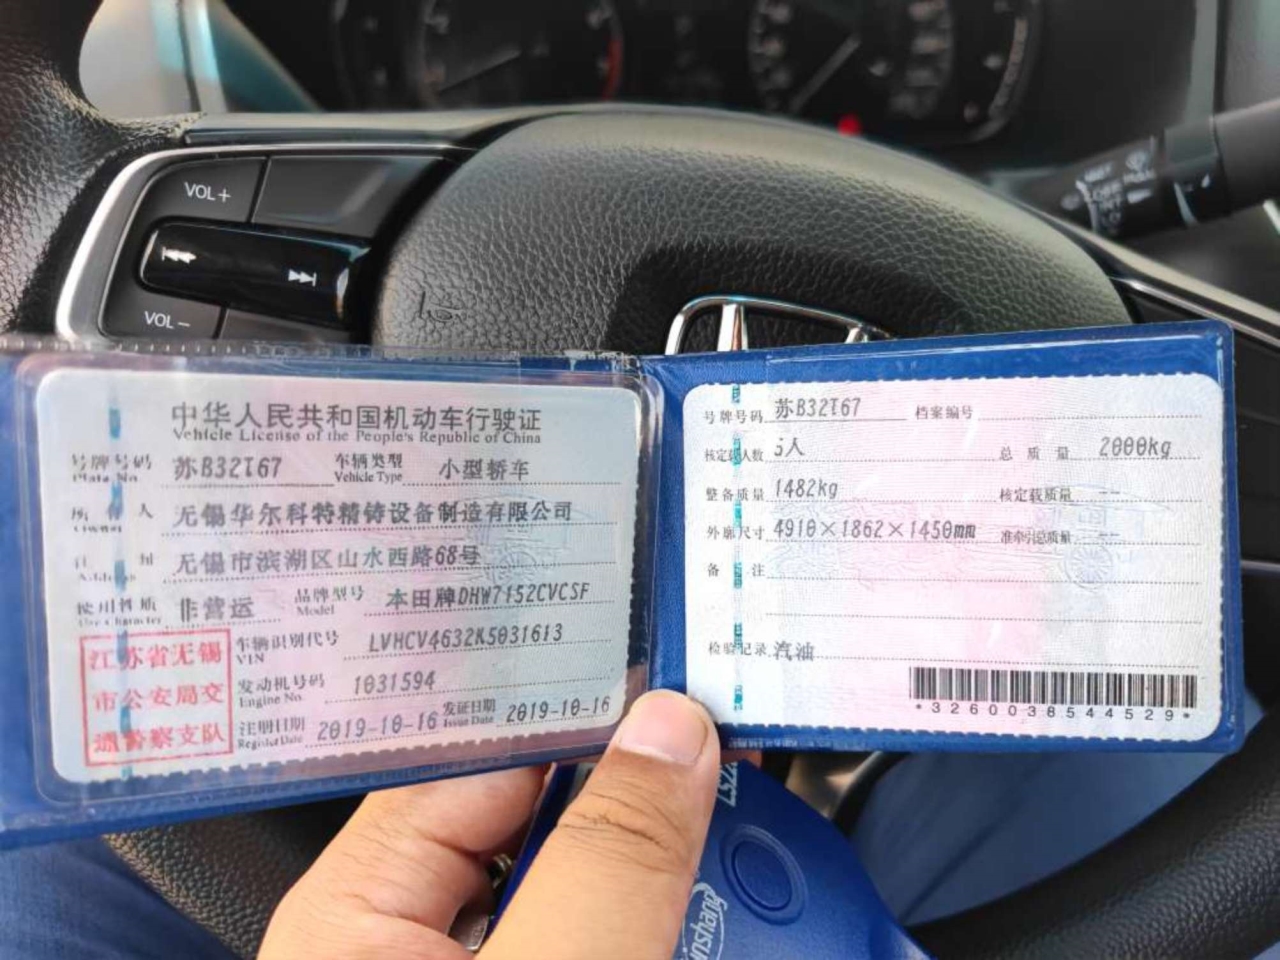 VOL+
VOL-
中华人民共和国机动车行驶证
Vehicle License of the People's Republic of China
号牌号码 苏B32T67 车辆类型 小型轿车
Plate No. Vehicle Type
所有人 无锡华尔科特精铸设备制造有限公司
住址 无锡市滨湖区山水西路68号
Address
使用性质 非营运 品牌型号 本田牌DHW7152CVCSF
Use Character Model
江苏省无锡
市公安局交
通警察支队
车辆识别代号 LVHCV4632K5031613
VIN
发动机号码 1031594
Engine No.
注册日期 2019-10-16 发证日期 2019-10-16
Register Date Issue Date
号牌号码 苏B32T67 档案编号
核定载人数 5人 总质量 2000kg
整备质量 1482kg 核定载质量 --
外廓尺寸 4910×1862×1450mm 准牵引总质量 --
备注
检验记录 汽油
*3260038544529*